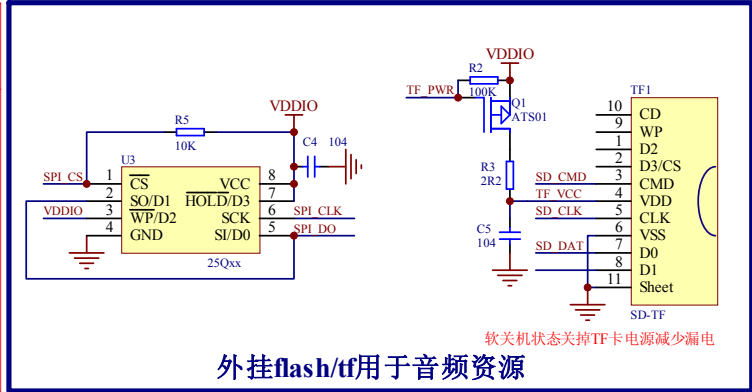 VDDIO
R5
10K
C4
104
U3
SPI_CS
1
CS
VCC
8
2
SO/D1
HOLD/D3
7
VDDIO
3
WP/D2
SCK
6
SPI_CLK
4
GND
SI/D0
5
SPI_DO
25Qxx
VDDIO
R2
100K
TF_PWR
Q1
ATS01
R3
2R2
C5
104
TF1
10
CD
9
WP
1
D2
2
D3/CS
SD_CMD
3
CMD
TF_VCC
4
VDD
SD_CLK
5
CLK
6
VSS
SD_DAT
7
D0
8
D1
11
Sheet
SD-TF
软关机状态关掉TF卡电源减少漏电
外挂flash/tf用于音频资源